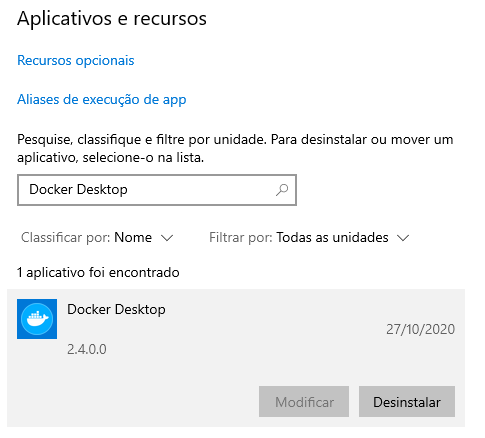 Aplicativos e recursos
Recursos opcionais
Aliases de execução de app
Pesquise, classifique e filtre por unidade. Para desinstalar ou mover um
aplicativo, selecione-o na lista.
Docker Desktop
Classificar por: Nome
Filtrar por: Todas as unidades
1 aplicativo foi encontrado
Docker Desktop
27/10/2020
2.4.0.0
Modificar
Desinstalar